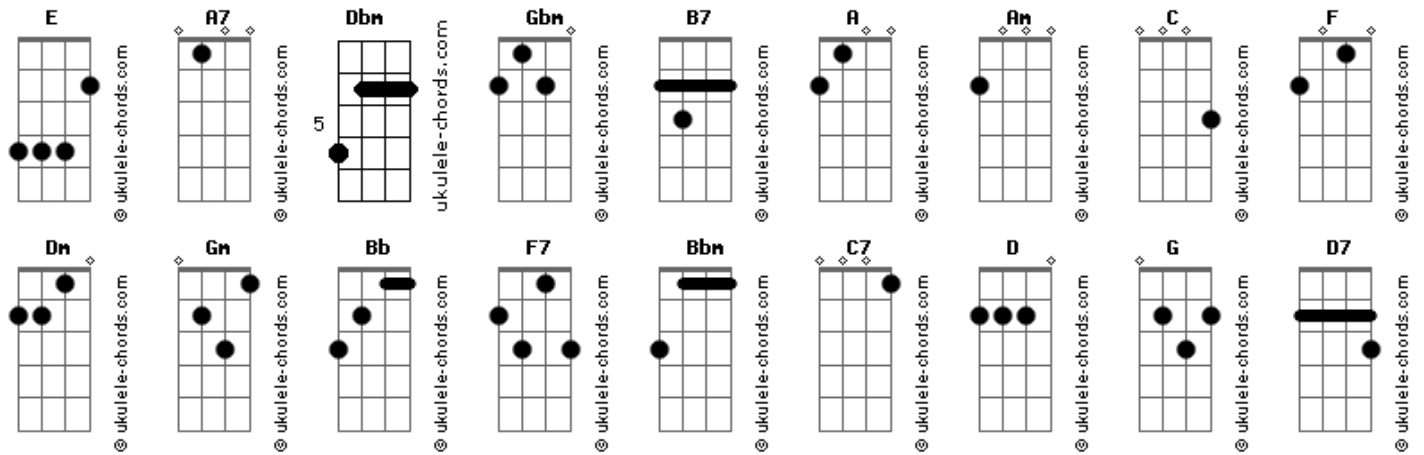 E A7 Dbm Gbm B7 A Am C F
© ukulele-chords.com © ukulele-chords.com 5 ukulele-chords.com © ukulele-chords.com © ukulele-chords.com © ukulele-chords.com © ukulele-chords.com © ukulele-chords.com © ukulele-chords.com
Dm Gm Bb F7 Bbm C7 D G D7
© ukulele-chords.com © ukulele-chords.com © ukulele-chords.com © ukulele-chords.com © ukulele-chords.com © ukulele-chords.com © ukulele-chords.com © ukulele-chords.com © ukulele-chords.com